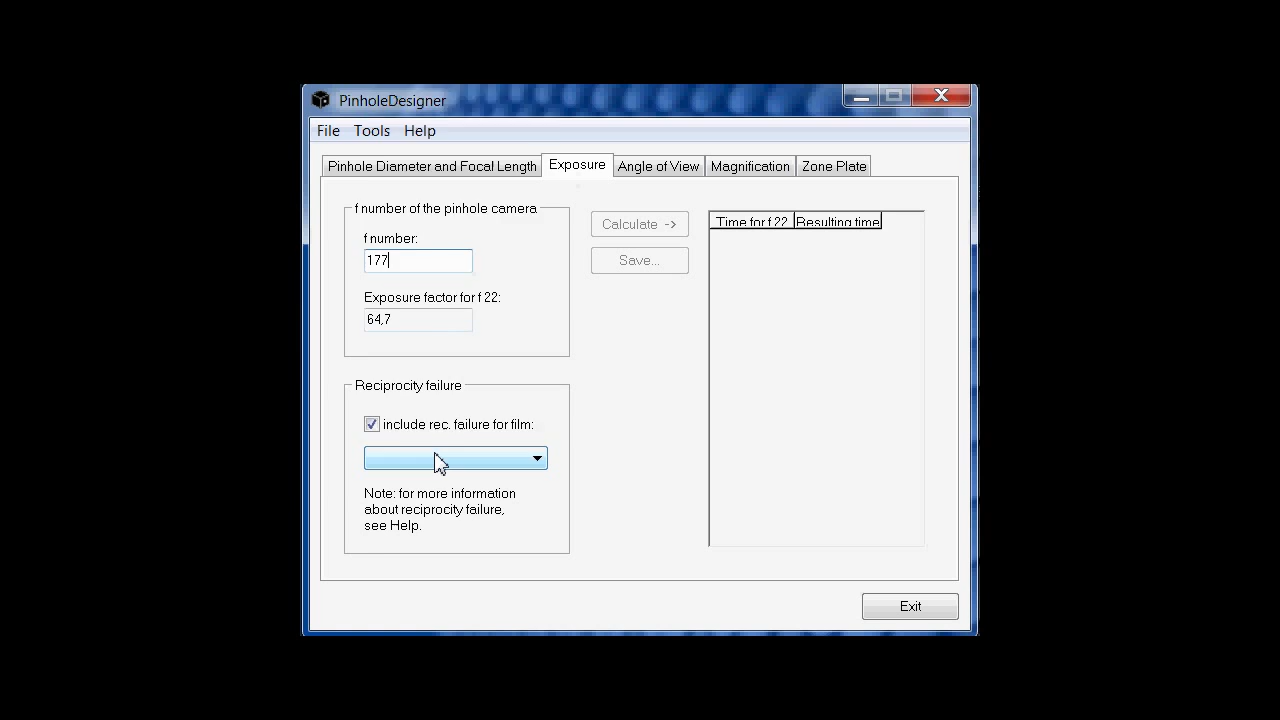 PinholeDesigner
File Tools Help
Pinhole Diameter and Focal Length Exposure Angle of View Magnification Zone Plate
f number of the pinhole camera
f number:
177
Exposure factor for f 22:
64,7
Reciprocity failure
include rec. failure for film:
Note: for more information
about reciprocity failure,
see Help.
Calculate ->
Save...
Time for f 22 Resulting time
Exit